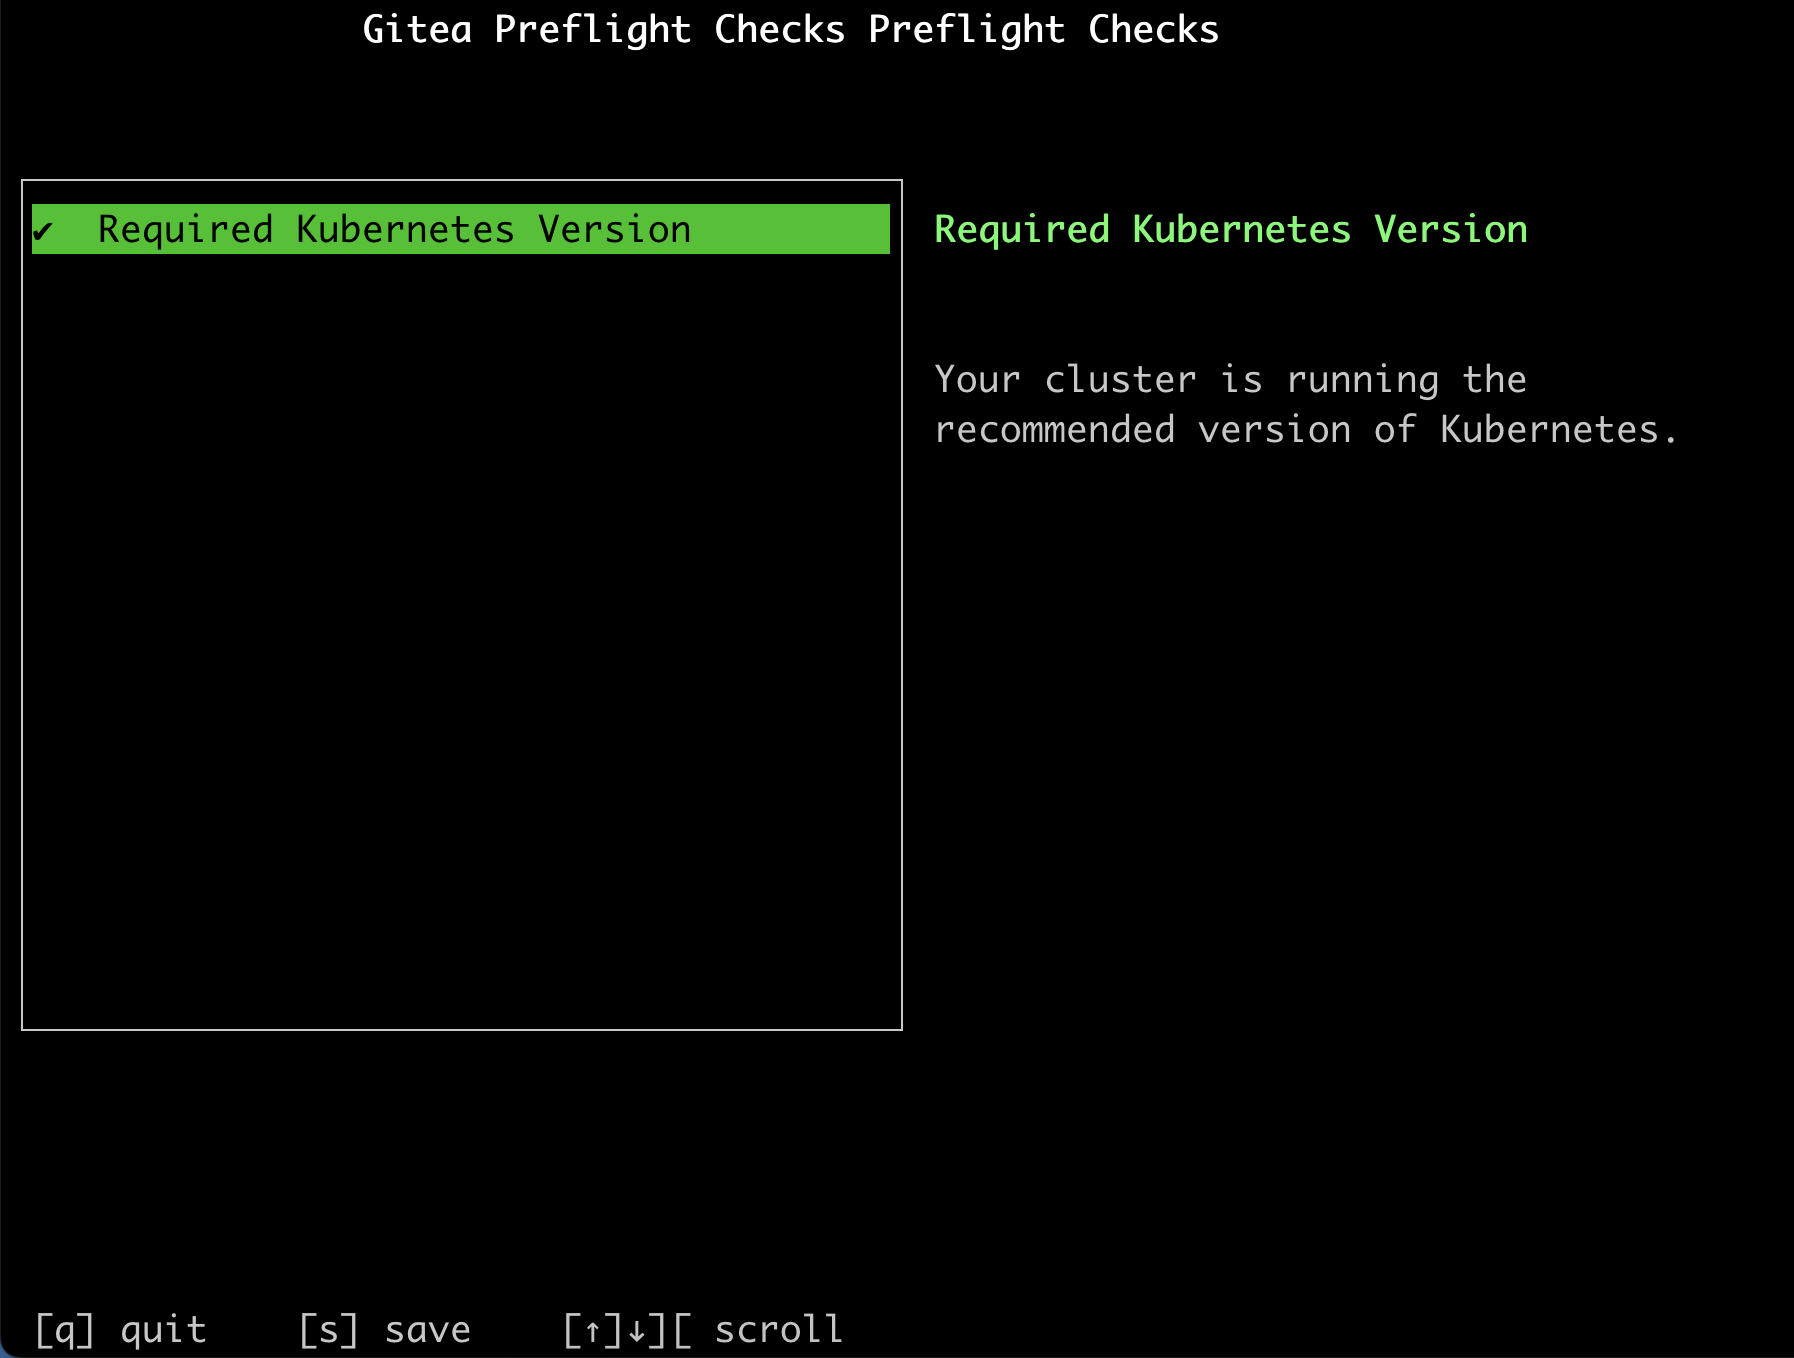 Gitea Preflight Checks Preflight Checks
✔ Required Kubernetes Version
Required Kubernetes Version
Your cluster is running the
recommended version of Kubernetes.
[q] quit [s] save [↑]↓][ scroll